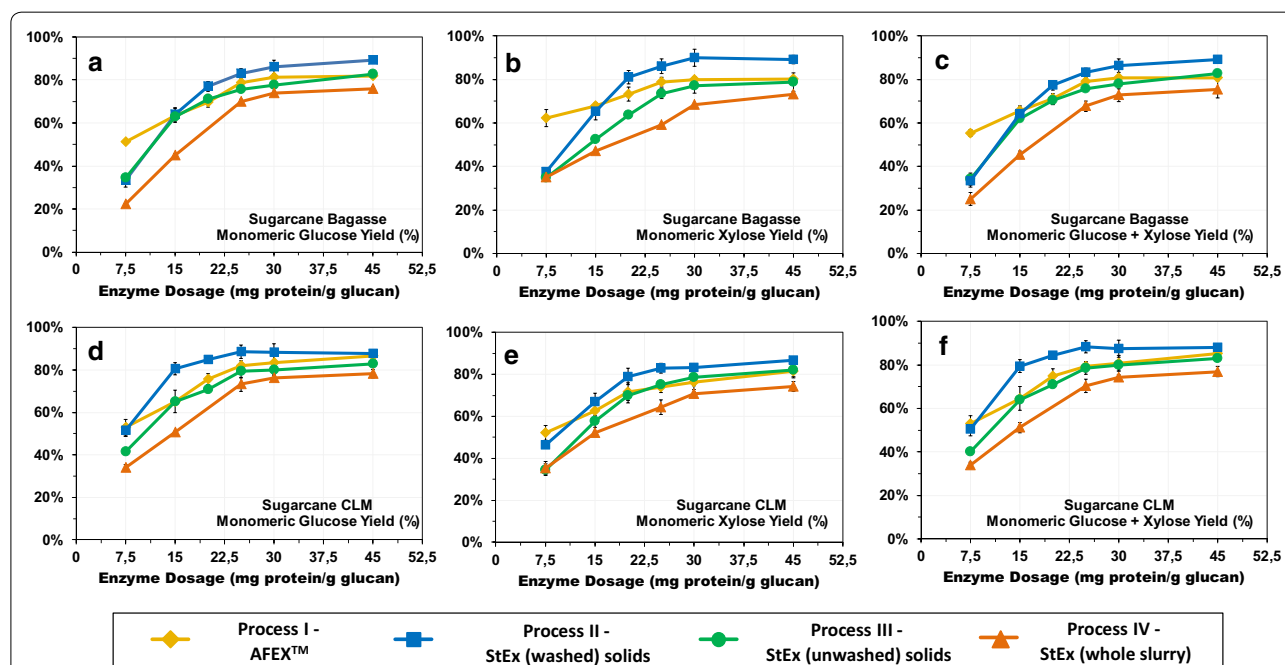 a
100%
80%
60%
40%
20%
0%
Sugarcane Bagasse
Monomeric Glucose Yield (%)
0 7,5 15 22,5 30 37,5 45 52,5
Enzyme Dosage (mg protein/g glucan)
b
100%
80%
60%
40%
20%
0%
Sugarcane Bagasse
Monomeric Xylose Yield (%)
0 7,5 15 22,5 30 37,5 45 52,5
Enzyme Dosage (mg protein/g glucan)
c
100%
80%
60%
40%
20%
0%
Sugarcane Bagasse
Monomeric Glucose + Xylose Yield (%)
0 7,5 15 22,5 30 37,5 45 52,5
Enzyme Dosage (mg protein/g glucan)
d
100%
80%
60%
40%
20%
0%
Sugarcane CLM
Monomeric Glucose Yield (%)
0 7,5 15 22,5 30 37,5 45 52,5
Enzyme Dosage (mg protein/g glucan)
e
100%
80%
60%
40%
20%
0%
Sugarcane CLM
Monomeric Xylose Yield (%)
0 7,5 15 22,5 30 37,5 45 52,5
Enzyme Dosage (mg protein/g glucan)
f
100%
80%
60%
40%
20%
0%
Sugarcane CLM
Monomeric Glucose + Xylose Yield (%)
0 7,5 15 22,5 30 37,5 45 52,5
Enzyme Dosage (mg protein/g glucan)
Process I -
AFEX™
Process II -
StEx (washed) solids
Process III -
StEx (unwashed) solids
Process IV -
StEx (whole slurry)